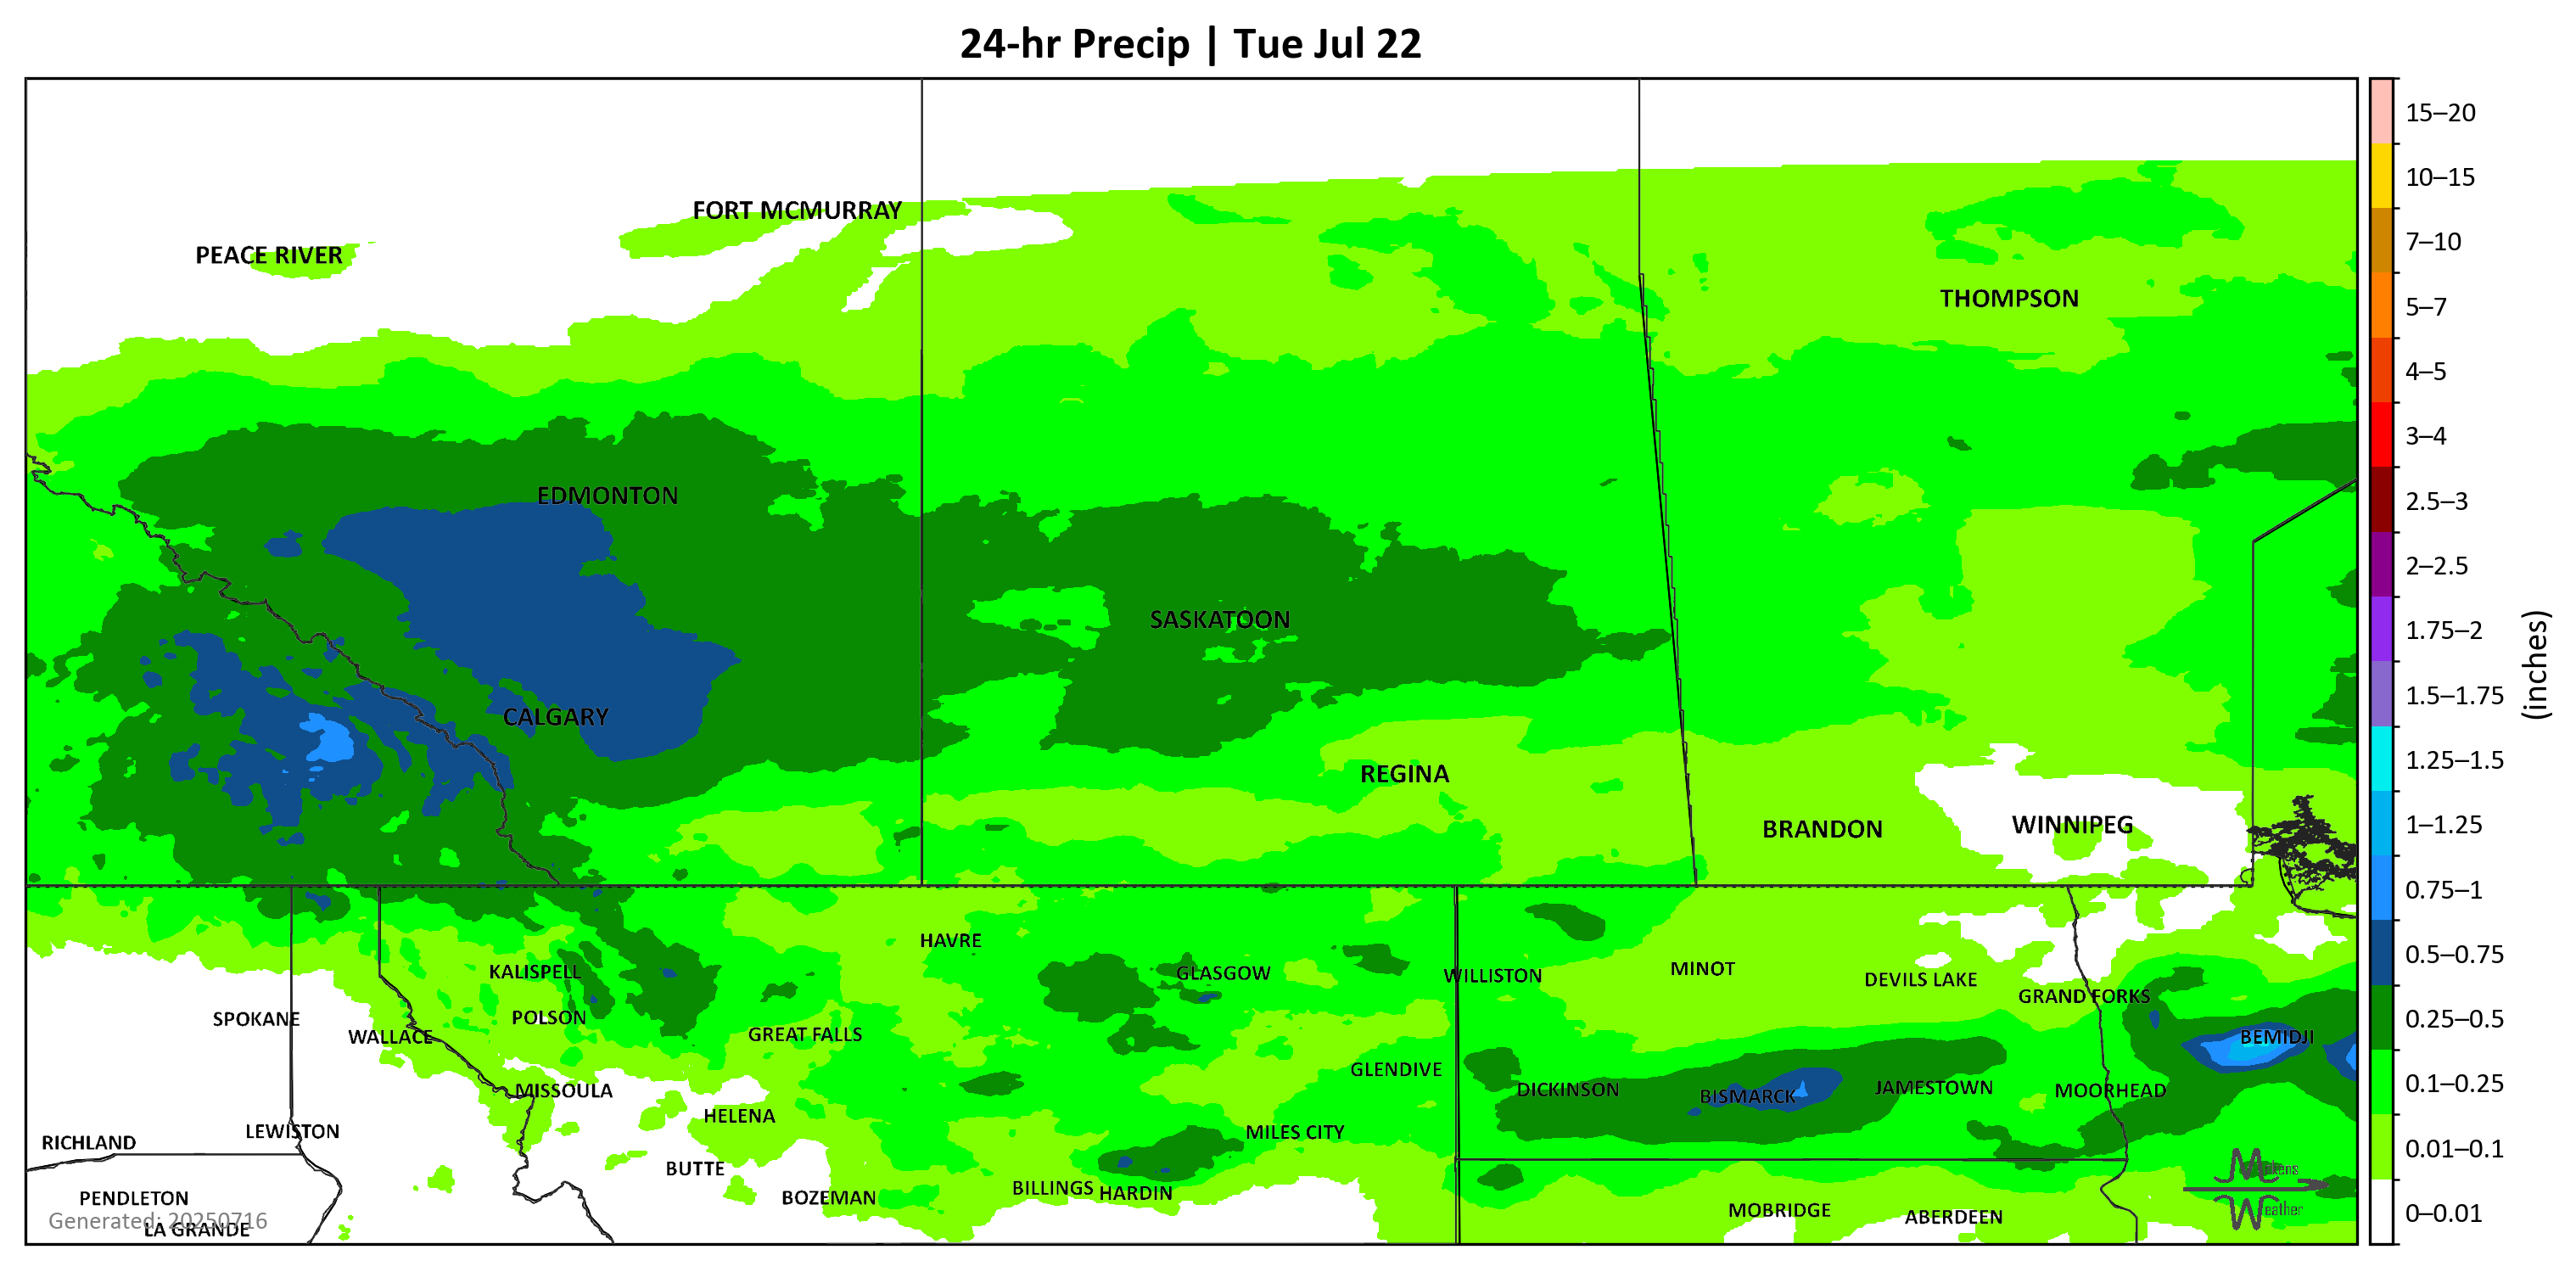 24-hr Precip | Tue Jul 22
FORT MCMURRAY
PEACE RIVER
THOMPSON
EDMONTON
SASKATOON
CALGARY
REGINA
BRANDON
WINNIPEG
HAVRE
KALISPELL
GLASGOW
WILLISTON
MINOT
DEVILS LAKE
GRAND FORKS
SPOKANE
POLSON
WALLACE
GREAT FALLS
BEMIDJI
GLENDIVE
MISSOULA
DICKINSON
BISMARCK
JAMESTOWN
MOORHEAD
HELENA
RICHLAND
LEWISTON
MILES CITY
BUTTE
PENDLETON
BOZEMAN
BILLINGS
HARDIN
MOBRIDGE
ABERDEEN
Generated: 20250716
LA GRANDE
Weather
15–20
10–15
7–10
5–7
4–5
3–4
2.5–3
2–2.5
1.75–2
1.5–1.75
1.25–1.5
1–1.25
0.75–1
0.5–0.75
0.25–0.5
0.1–0.25
0.01–0.1
0–0.01
(inches)